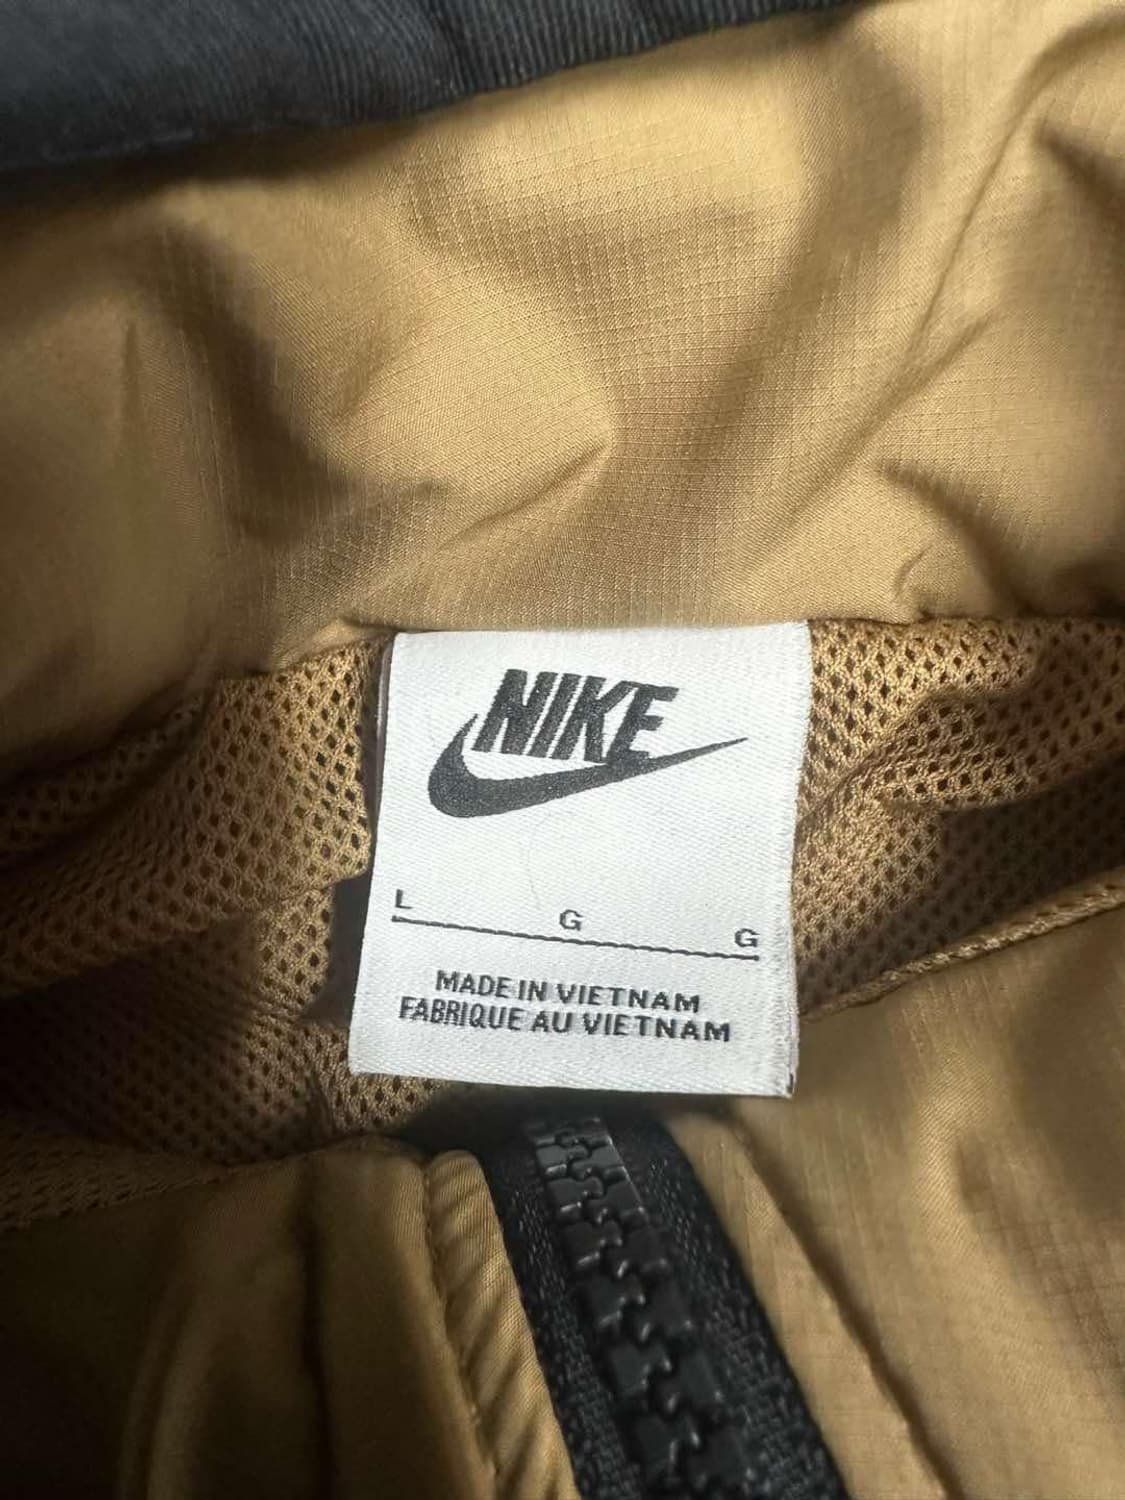 NIKE
L G G
MADE IN VIETNAM
FABRIQUE AU VIETNAM